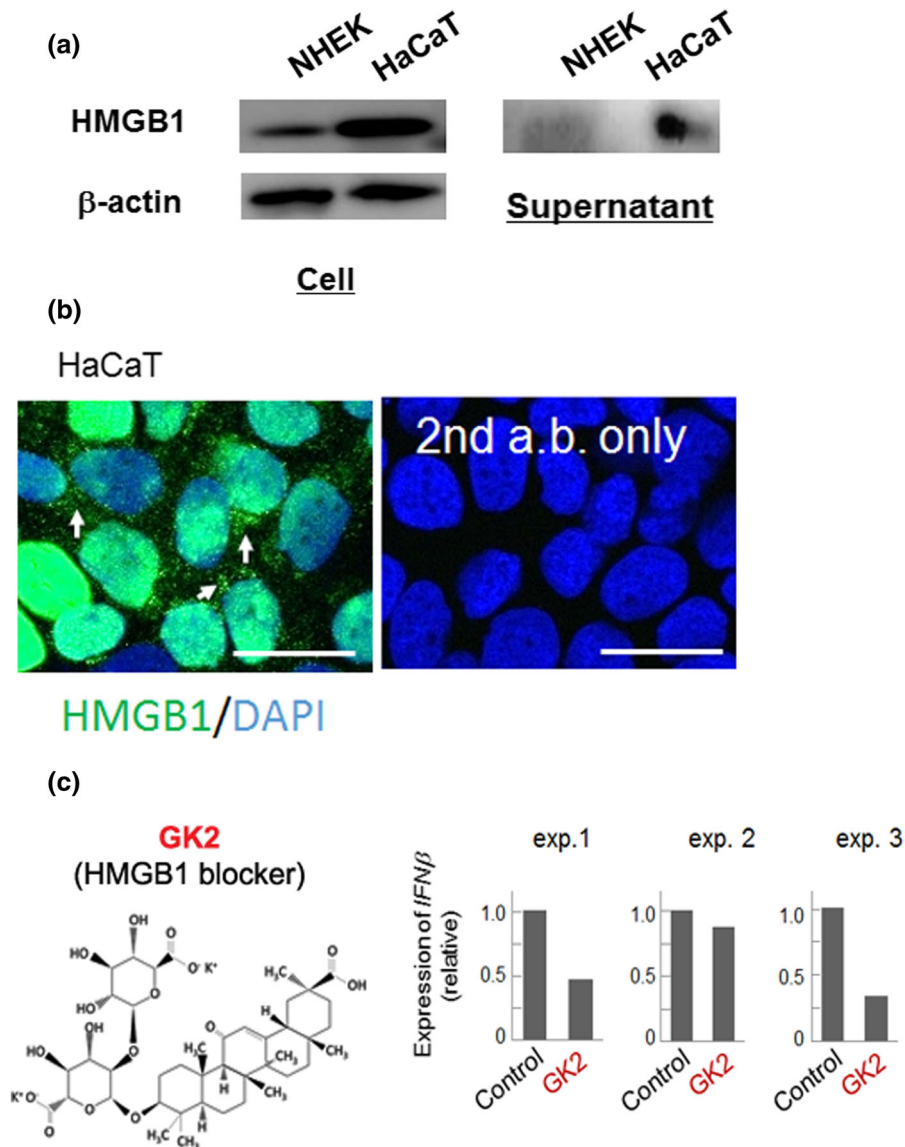 (a)
NHEK HaCaT NHEK HaCaT
HMGB1
β-actin
Supernatant
Cell
(b)
HaCaT
2nd a.b. only
HMGB1/DAPI
(c)
GK2
(HMGB1 blocker)
OH
HO
O
O⁻ K⁺
HO
O
HO
OH
O
HO
O
K⁺ ⁻O
O
O
O
H₃C
O
OH
O
H
CH₃
CH₃
CH₃
CH₃
H
H₃C
CH₃
H
exp.1 exp. 2 exp. 3
Expression of IFNβ
(relative)
1.0 1.0 1.0
0.5 0.5 0.5
0 0 0
Control GK2 Control GK2 Control GK2